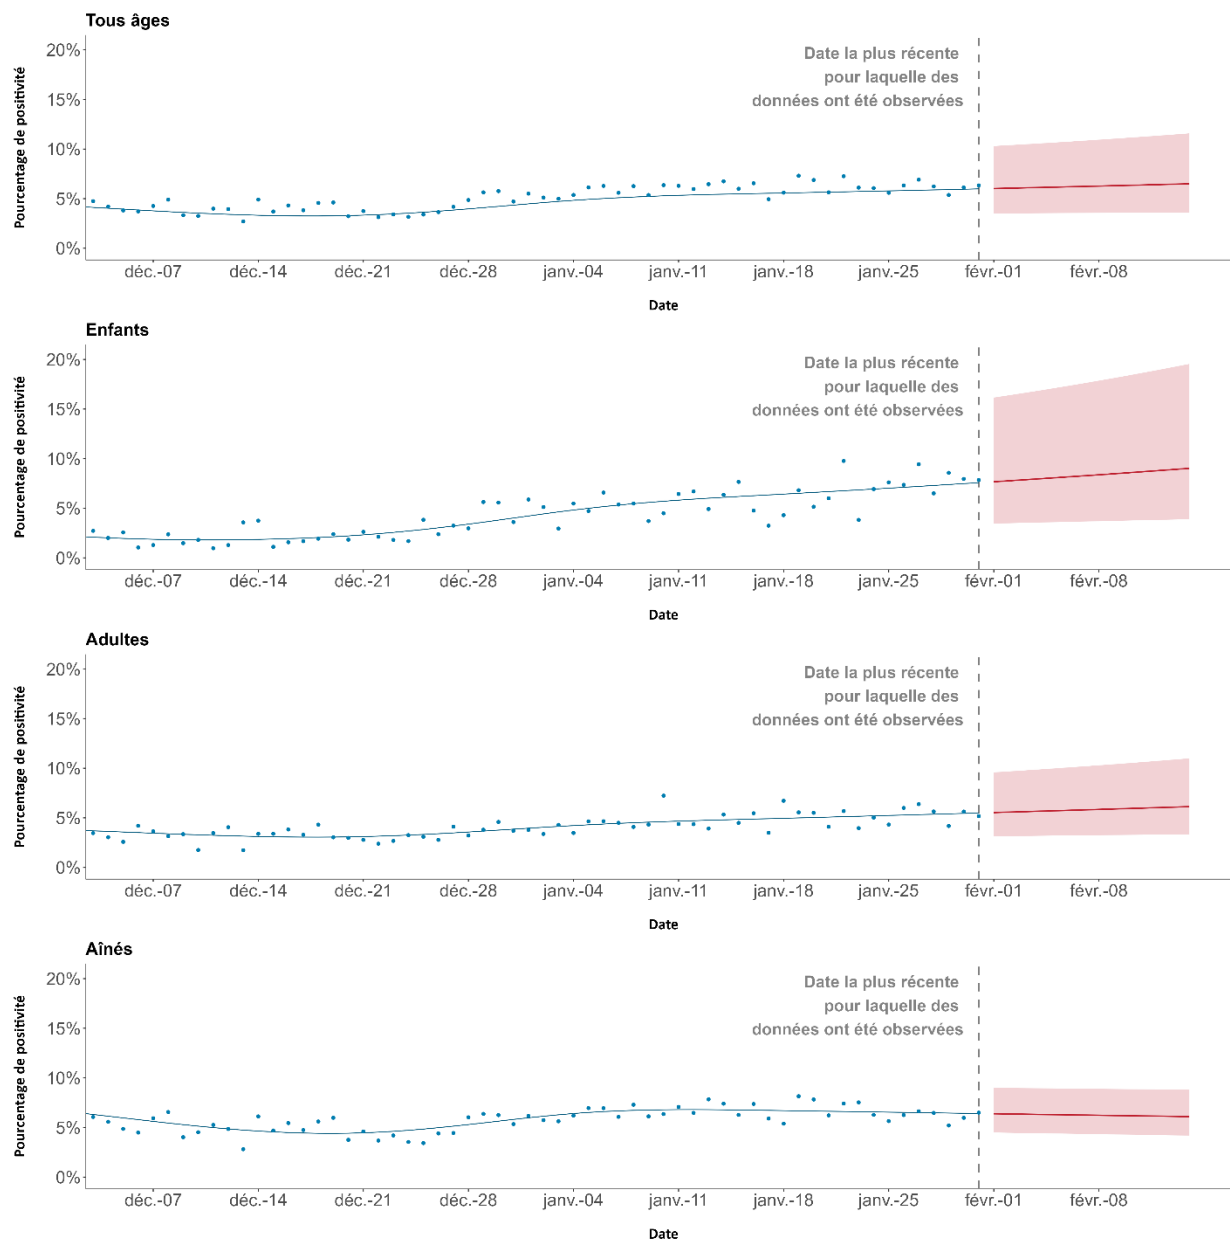 Tous âges
Pourcentage de positivité
20%
15%
10%
5%
0%
Date la plus récente
pour laquelle des
données ont été observées
déc.-07 déc.-14 déc.-21 déc.-28 janv.-04 janv.-11 janv.-18 janv.-25 févr.-01 févr.-08
Date
Enfants
Pourcentage de positivité
20%
15%
10%
5%
0%
Date la plus récente
pour laquelle des
données ont été observées
déc.-07 déc.-14 déc.-21 déc.-28 janv.-04 janv.-11 janv.-18 janv.-25 févr.-01 févr.-08
Date
Adultes
Pourcentage de positivité
20%
15%
10%
5%
0%
Date la plus récente
pour laquelle des
données ont été observées
déc.-07 déc.-14 déc.-21 déc.-28 janv.-04 janv.-11 janv.-18 janv.-25 févr.-01 févr.-08
Date
Aînés
Pourcentage de positivité
20%
15%
10%
5%
0%
Date la plus récente
pour laquelle des
données ont été observées
déc.-07 déc.-14 déc.-21 déc.-28 janv.-04 janv.-11 janv.-18 janv.-25 févr.-01 févr.-08
Date